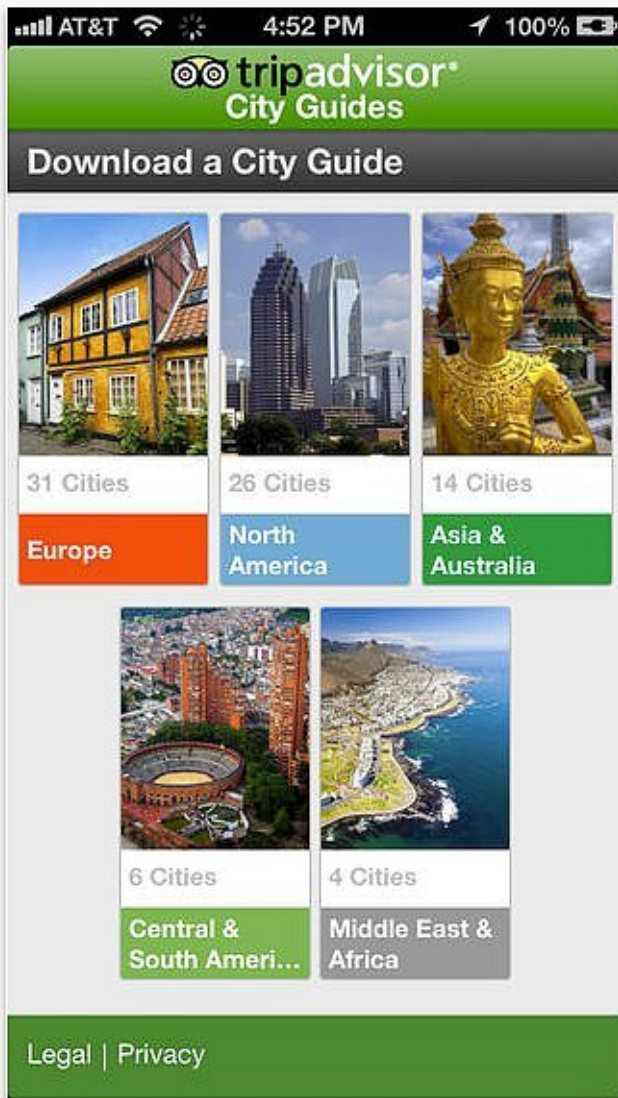 AT&T 4:52 PM 100%
tripadvisor®
City Guides
Download a City Guide
31 Cities
Europe
26 Cities
North
America
14 Cities
Asia &
Australia
6 Cities
Central &
South Ameri...
4 Cities
Middle East &
Africa
Legal | Privacy